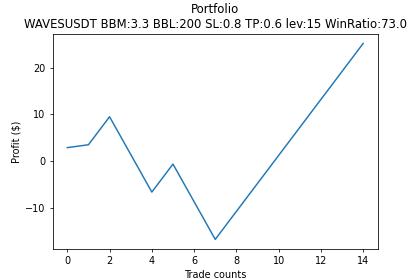 Portfolio
WAVESUSDT BBM:3.3 BBL:200 SL:0.8 TP:0.6 lev:15 WinRatio:73.0
20
10
0
−10
Profit ($)
0 2 4 6 8 10 12 14
Trade counts